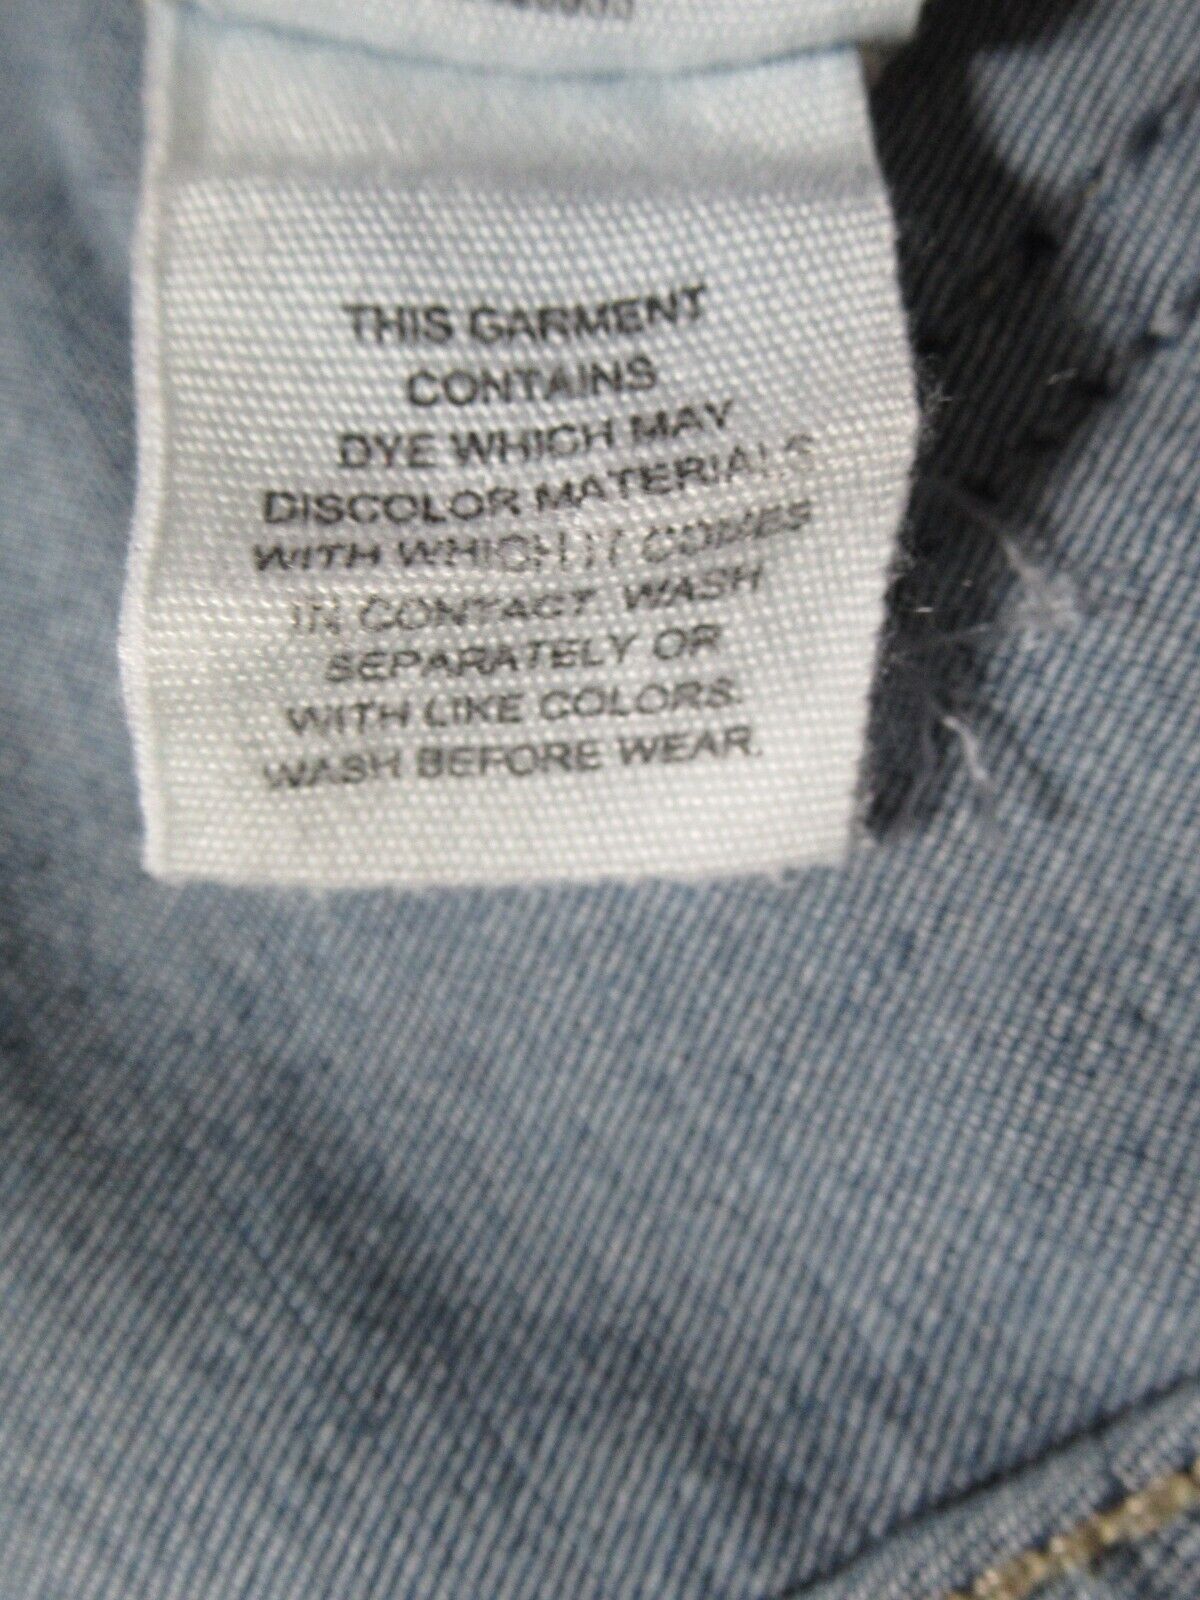 THIS GARMENT
CONTAINS
DYE WHICH MAY
DISCOLOR MATERIALS
WITH WHICH IT COMES
IN CONTACT. WASH
SEPARATELY OR
WITH LIKE COLORS
WASH BEFORE WEAR.